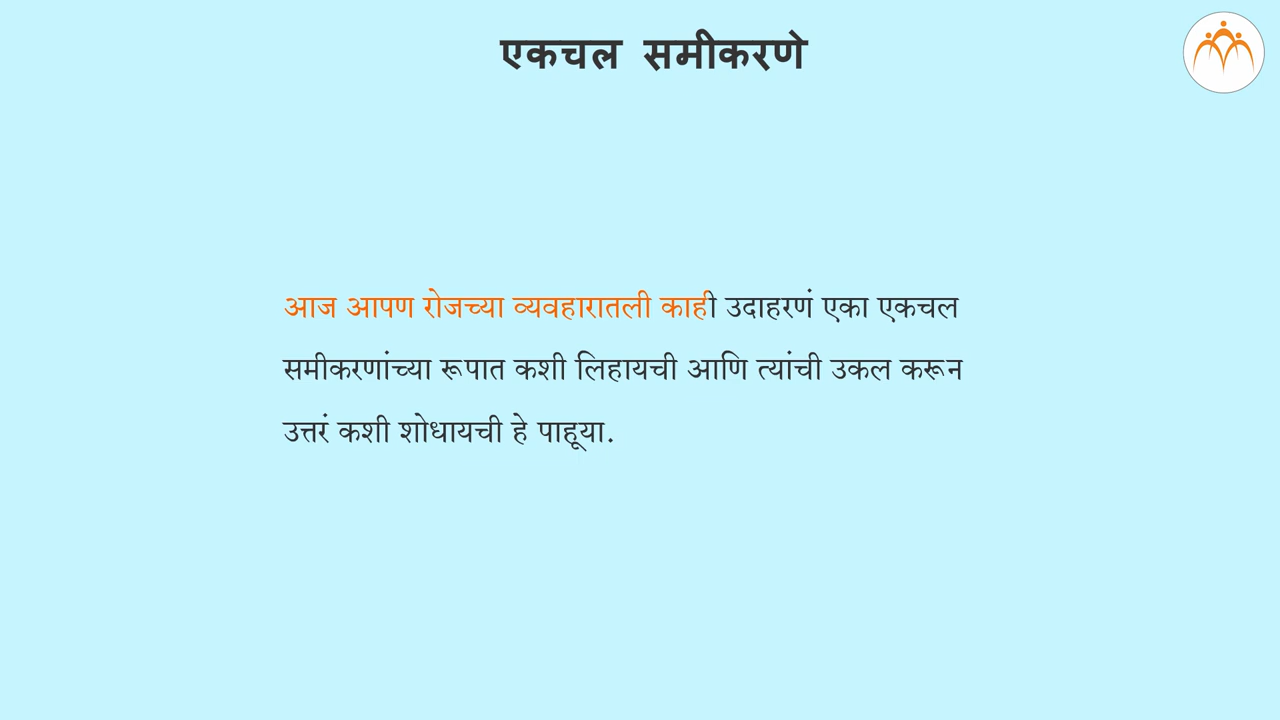 एकचल समीकरणे
आज आपण रोजच्या व्यवहारातली काही उदाहरणं एका एकचल
समीकरणांच्या रूपात कशी लिहायची आणि त्यांची उकल करून
उत्तरं कशी शोधायची हे पाहूया.